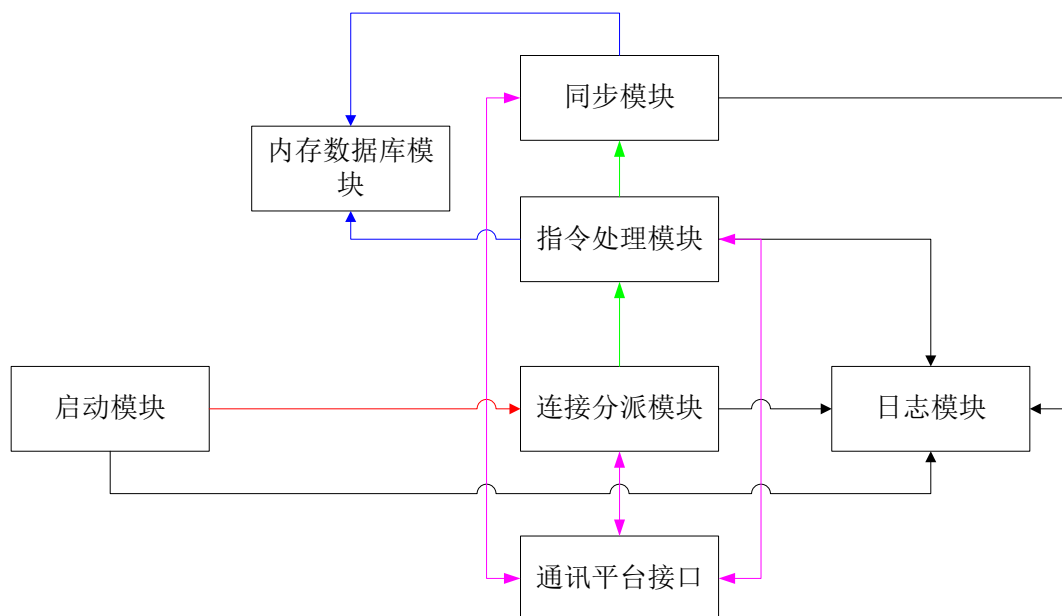 同步模块
内存数据库模
块
指令处理模块
启动模块
连接分派模块
日志模块
通讯平台接口